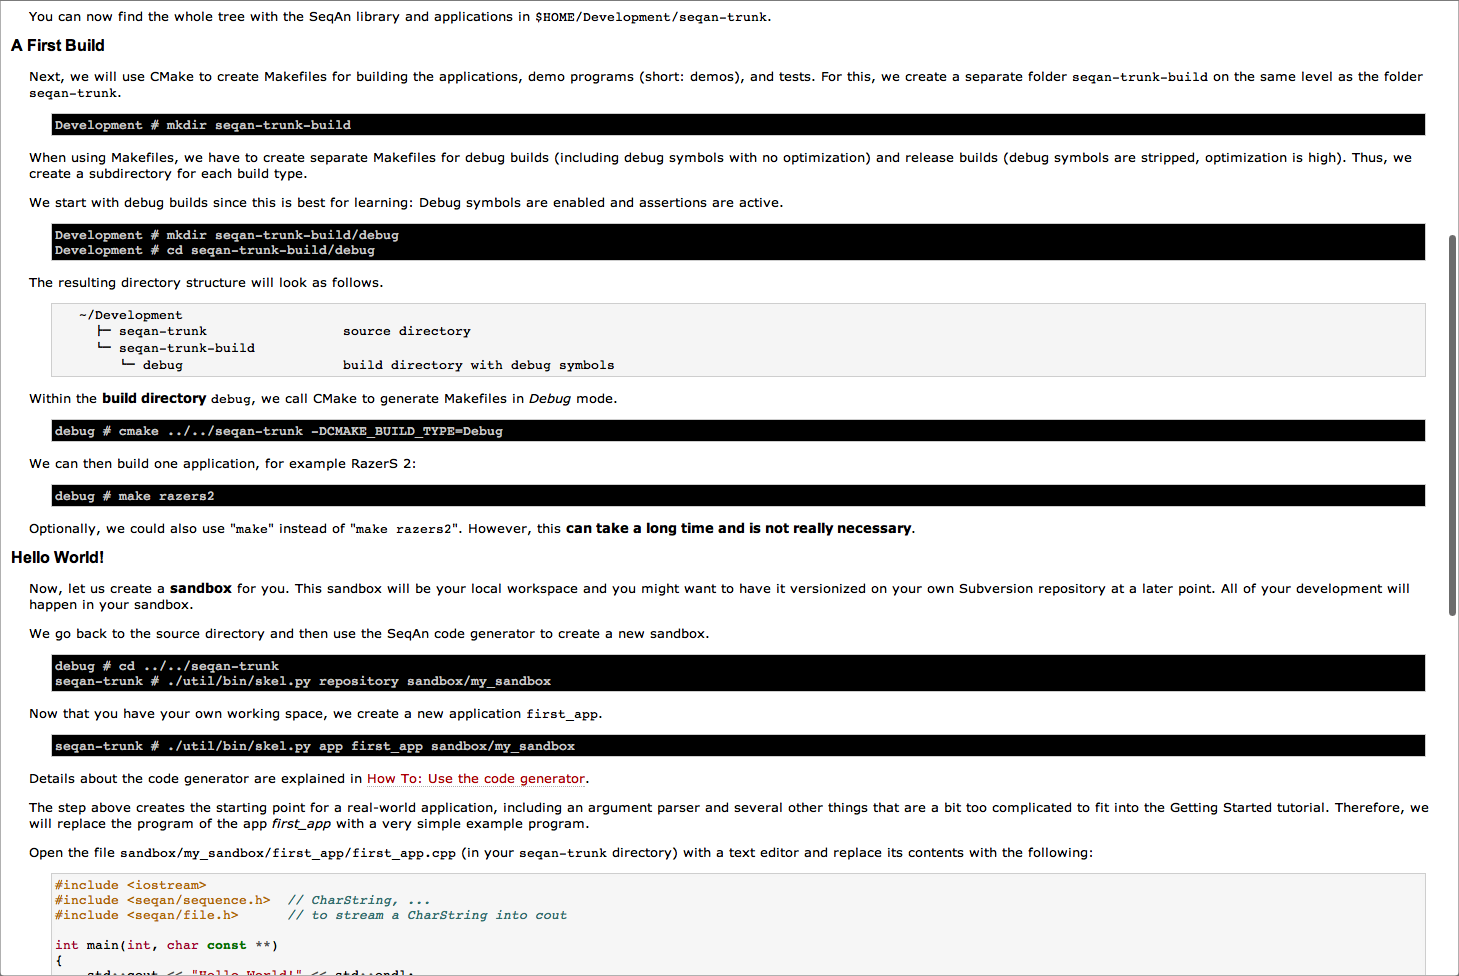 You can now find the whole tree with the SeqAn library and applications in $HOME/Development/seqan-trunk.
A First Build
Next, we will use CMake to create Makefiles for building the applications, demo programs (short: demos), and tests. For this, we create a separate folder seqan-trunk-build on the same level as the folder
seqan-trunk.
Development # mkdir seqan-trunk-build
When using Makefiles, we have to create separate Makefiles for debug builds (including debug symbols with no optimization) and release builds (debug symbols are stripped, optimization is high). Thus, we
create a subdirectory for each build type.
We start with debug builds since this is best for learning: Debug symbols are enabled and assertions are active.
Development # mkdir seqan-trunk-build/debug
Development # cd seqan-trunk-build/debug
The resulting directory structure will look as follows.
~/Development
├─ seqan-trunk source directory
└─ seqan-trunk-build
└─ debug build directory with debug symbols
Within the build directory debug, we call CMake to generate Makefiles in Debug mode.
debug # cmake ../../seqan-trunk -DCMAKE_BUILD_TYPE=Debug
We can then build one application, for example RazerS 2:
debug # make razers2
Optionally, we could also use "make" instead of "make razers2". However, this can take a long time and is not really necessary.
Hello World!
Now, let us create a sandbox for you. This sandbox will be your local workspace and you might want to have it versionized on your own Subversion repository at a later point. All of your development will
happen in your sandbox.
We go back to the source directory and then use the SeqAn code generator to create a new sandbox.
debug # cd ../../seqan-trunk
seqan-trunk # ./util/bin/skel.py repository sandbox/my_sandbox
Now that you have your own working space, we create a new application first_app.
seqan-trunk # ./util/bin/skel.py app first_app sandbox/my_sandbox
Details about the code generator are explained in How To: Use the code generator.
The step above creates the starting point for a real-world application, including an argument parser and several other things that are a bit too complicated to fit into the Getting Started tutorial. Therefore, we
will replace the program of the app first_app with a very simple example program.
Open the file sandbox/my_sandbox/first_app/first_app.cpp (in your seqan-trunk directory) with a text editor and replace its contents with the following:
#include <iostream>
#include <seqan/sequence.h> // CharString, ...
#include <seqan/file.h> // to stream a CharString into cout
int main(int, char const **)
{
std::cout << "Hello World!" << std::endl;